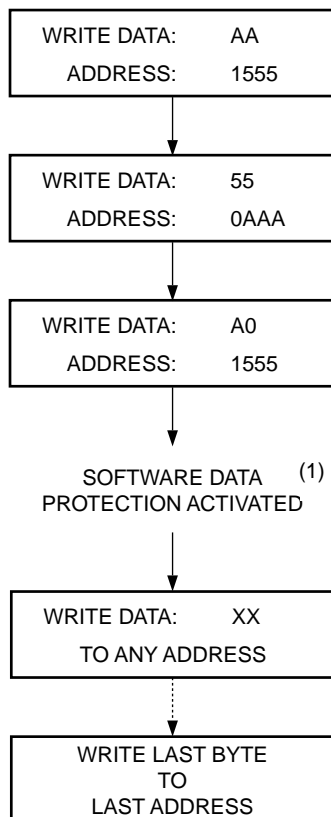 WRITE DATA: AA
ADDRESS: 1555
WRITE DATA: 55
ADDRESS: 0AAA
WRITE DATA: A0
ADDRESS: 1555
SOFTWARE DATA (1)
PROTECTION ACTIVATED
WRITE DATA: XX
TO ANY ADDRESS
WRITE LAST BYTE
TO
LAST ADDRESS